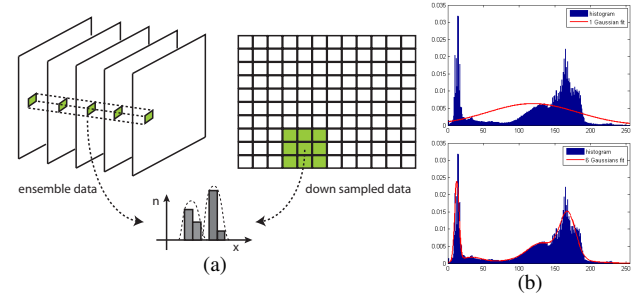 ensemble data
down sampled data
n
x
(a)
0.035
0.03
0.025
0.02
0.015
0.01
0.005
0
0
50
100
150
200
250
histogram
1 Gaussian fit
0.035
0.03
0.025
0.02
0.015
0.01
0.005
0
0
50
100
150
200
250
histogram
6 Gaussians fit
(b)